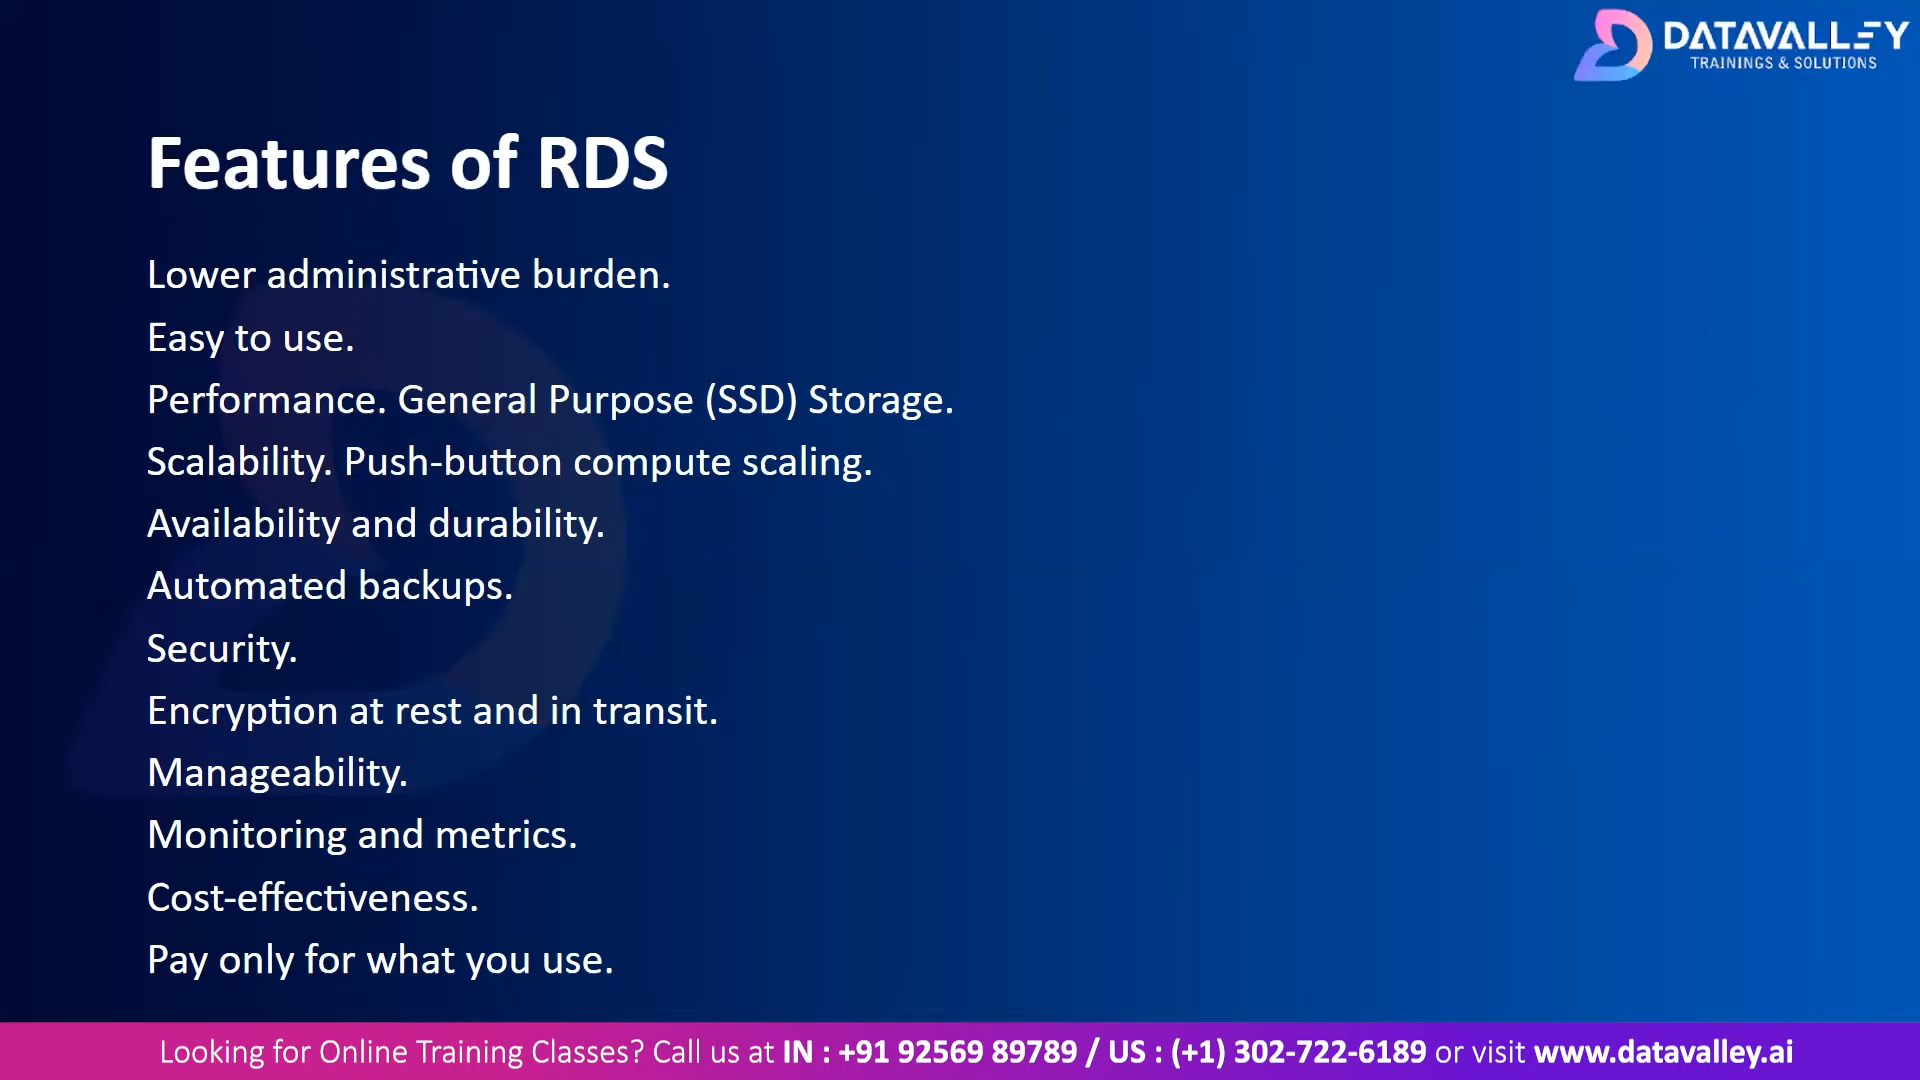 DATAVALLEY
TRAININGS & SOLUTIONS
Features of RDS
Lower administrative burden.
Easy to use.
Performance. General Purpose (SSD) Storage.
Scalability. Push-button compute scaling.
Availability and durability.
Automated backups.
Security.
Encryption at rest and in transit.
Manageability.
Monitoring and metrics.
Cost-effectiveness.
Pay only for what you use.
Looking for Online Training Classes? Call us at IN : +91 92569 89789 / US : (+1) 302-722-6189 or visit www.datavalley.ai